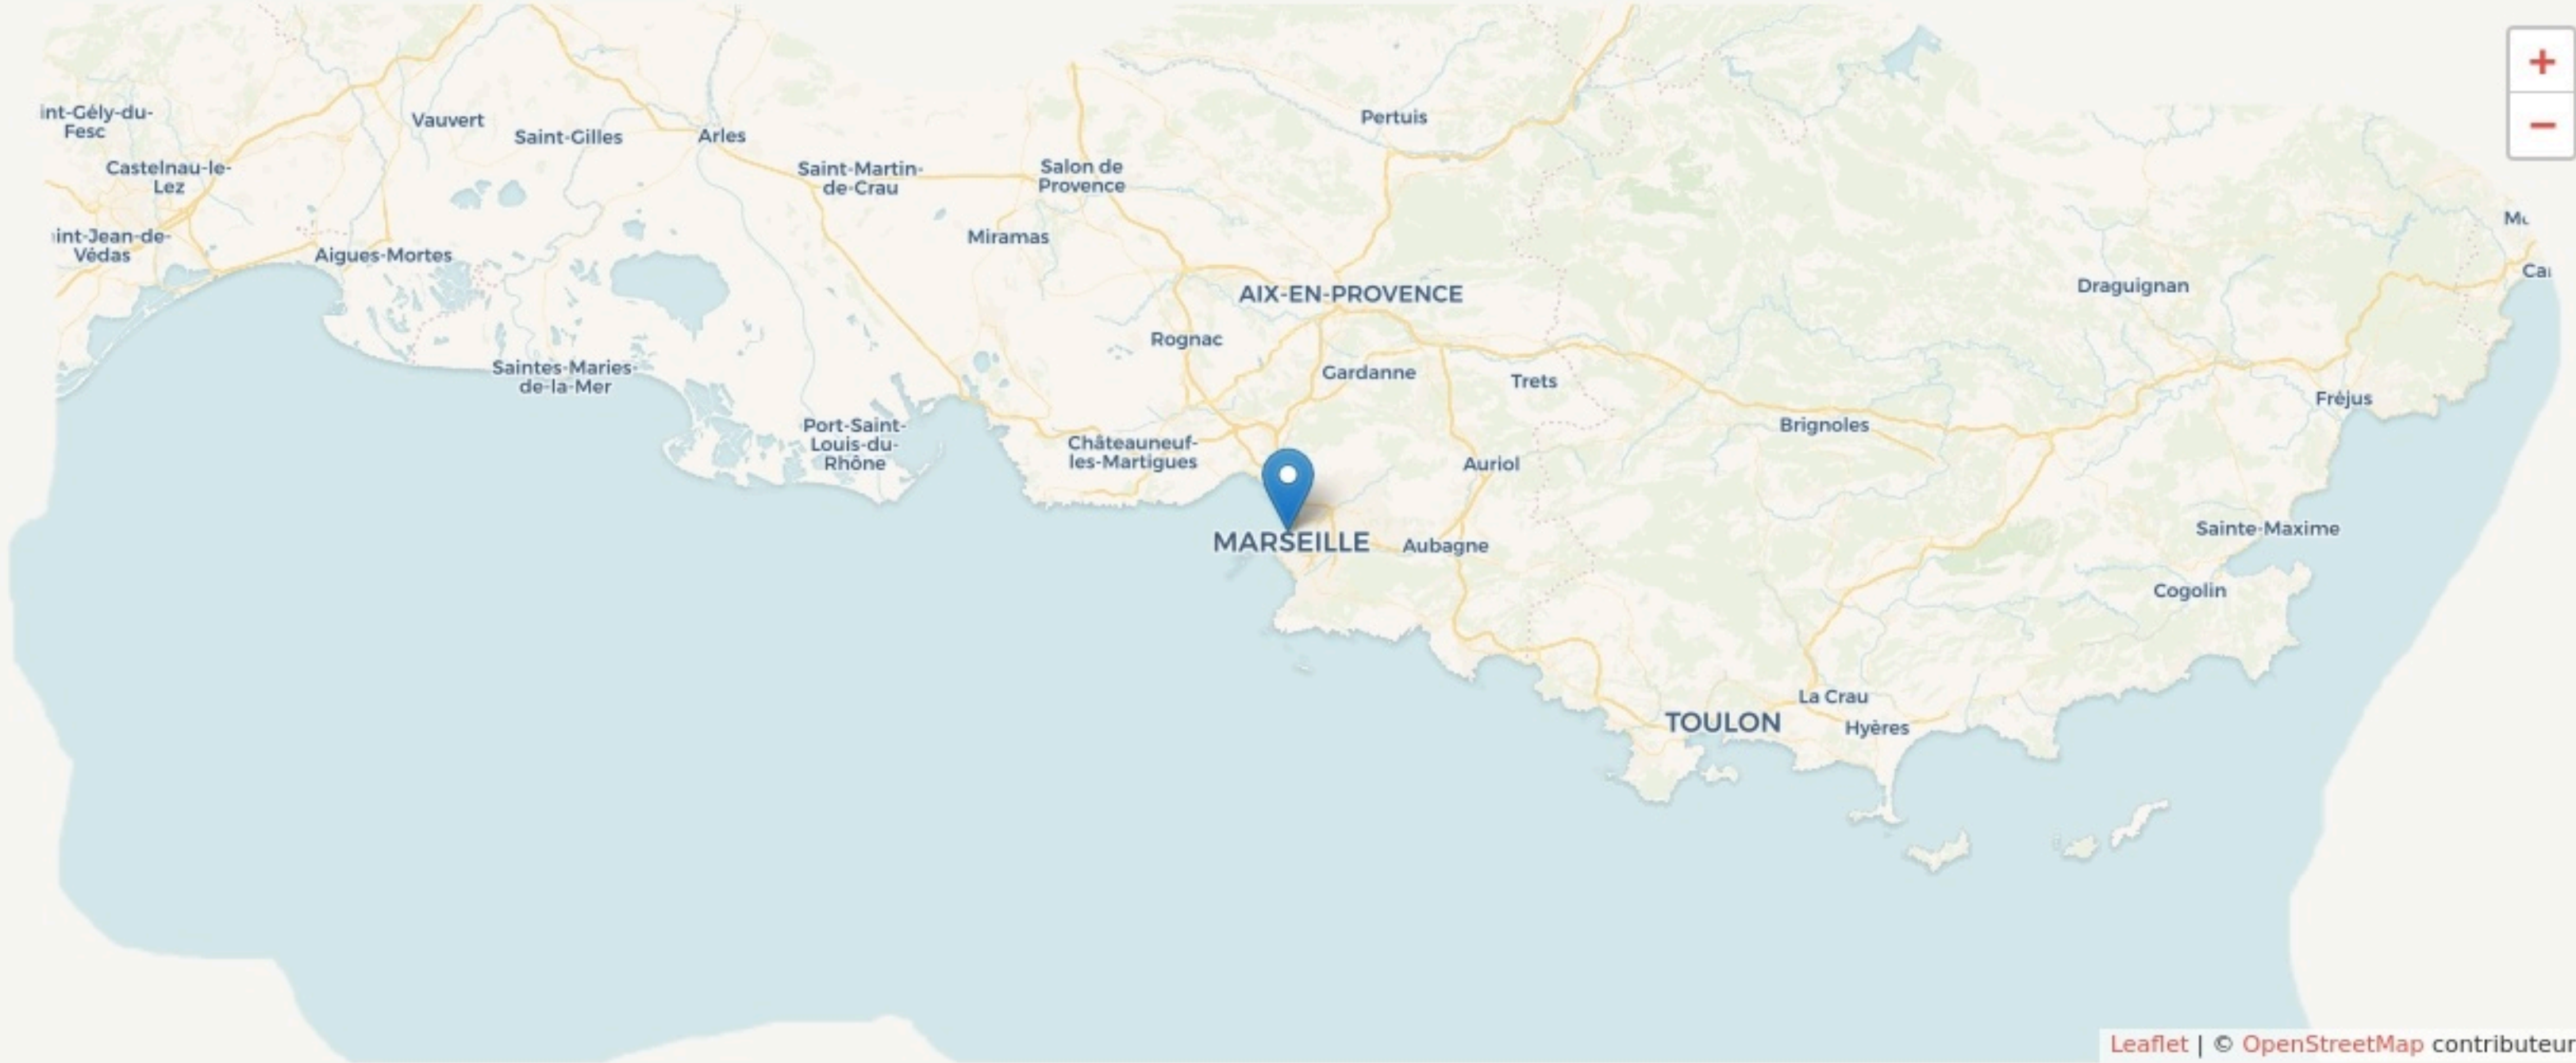 +
−
int-Gély-du-
Fesc
Vauvert
Saint-Gilles
Arles
Pertuis
Castelnau-le-
Lez
Saint-Martin-
de-Crau
Salon de
Provence
int-Jean-de-
Védas
Aigues-Mortes
Miramas
AIX-EN-PROVENCE
Draguignan
Rognac
Saintes-Maries-
de-la-Mer
Gardanne
Trets
Fréjus
Port-Saint-
Louis-du-
Rhône
Châteauneuf-
les-Martigues
Auriol
Brignoles
MARSEILLE
Aubagne
Sainte-Maxime
Cogolin
La Crau
TOULON
Hyères
Leaflet | © OpenStreetMap contributeur